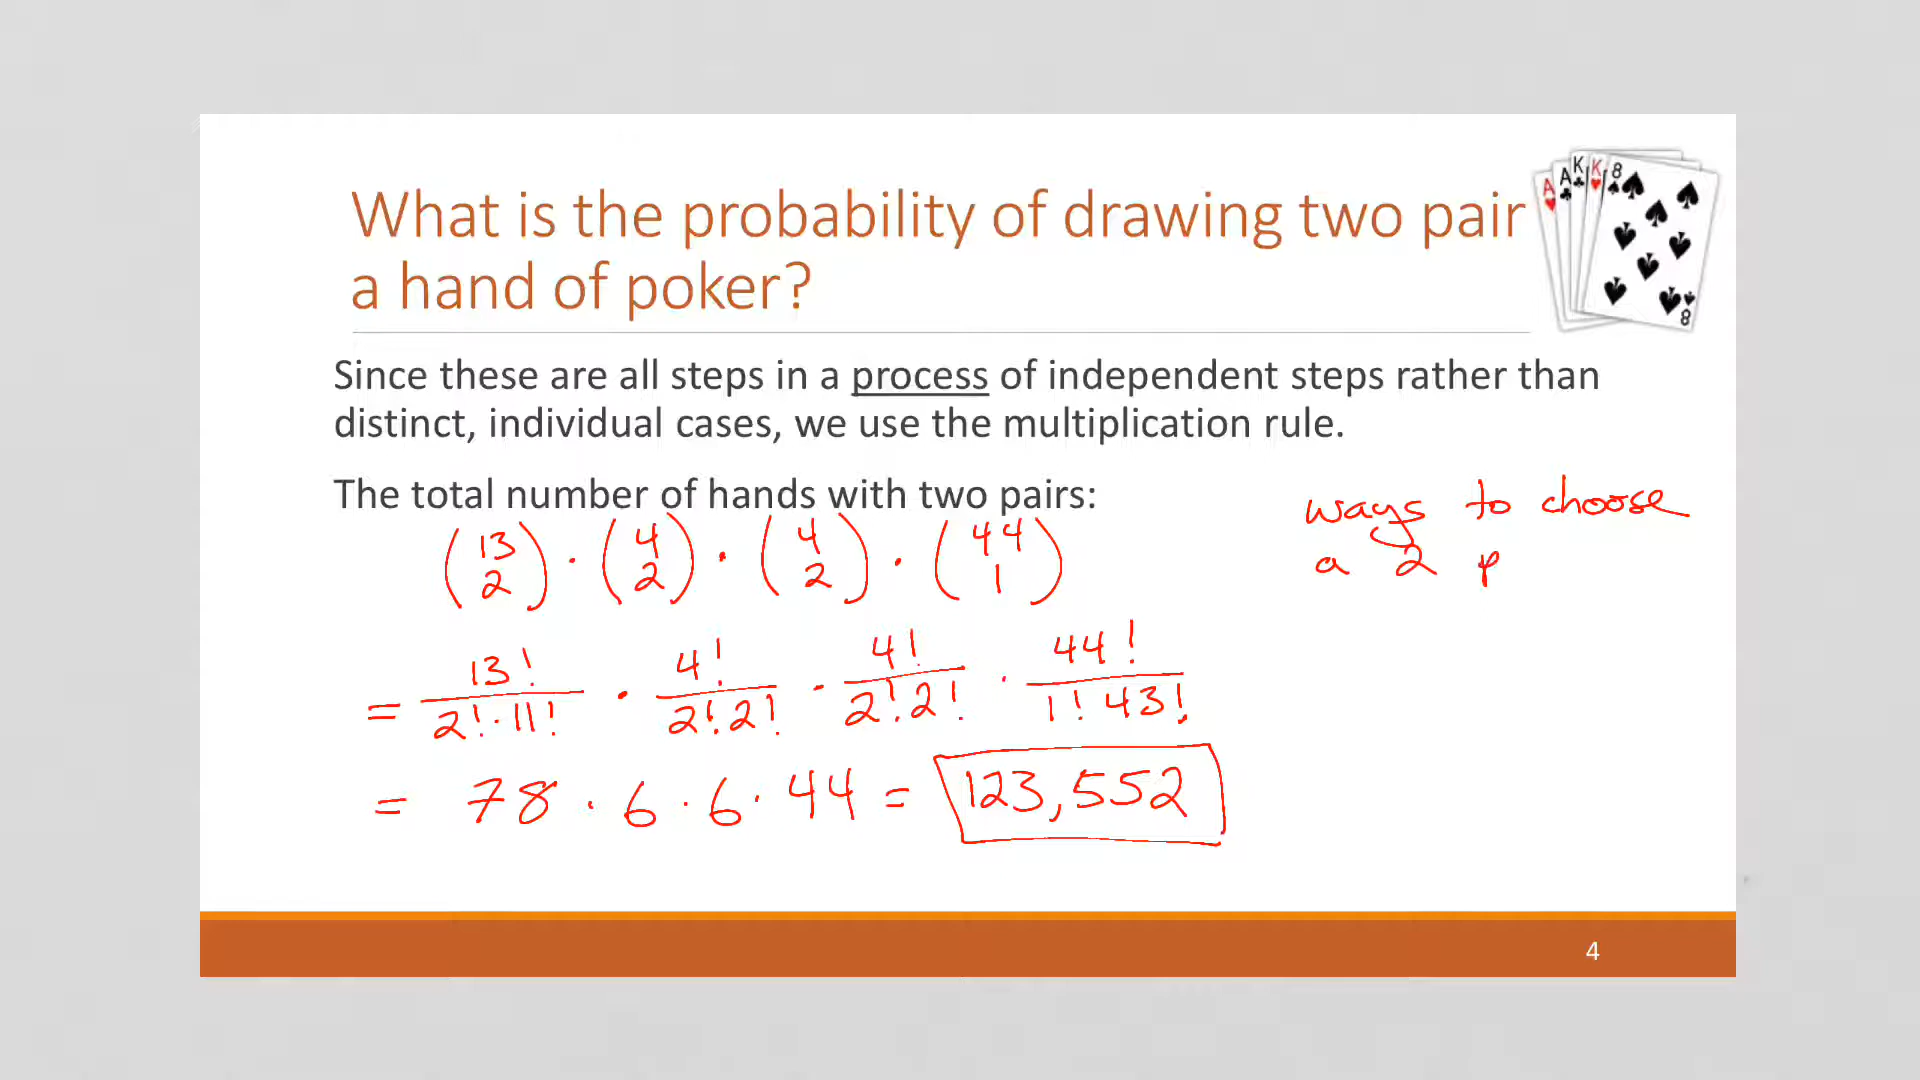 What is the probability of drawing two pair
a hand of poker?
A A K K 8
8
Since these are all steps in a process of independent steps rather than
distinct, individual cases, we use the multiplication rule.
The total number of hands with two pairs:
(13 2) · (4 2) · (4 2) · (44 1)
= 13!/(2!·11!) · 4!/(2!2!) · 4!/(2!2!) · 44!/(1!43!)
= 78 · 6 · 6 · 44 = 123,552
ways to choose
a 2 p
4